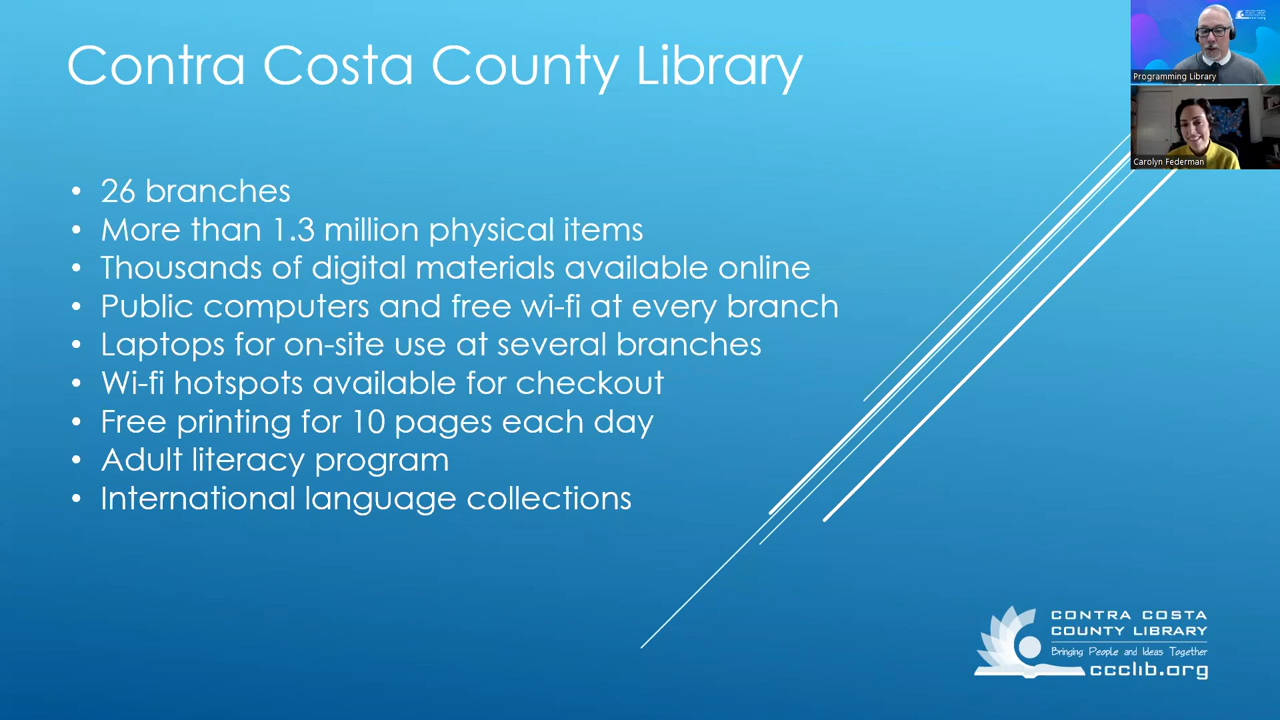 Contra Costa County Library
• 26 branches
• More than 1.3 million physical items
• Thousands of digital materials available online
• Public computers and free wi-fi at every branch
• Laptops for on-site use at several branches
• Wi-fi hotspots available for checkout
• Free printing for 10 pages each day
• Adult literacy program
• International language collections
Programming Library
Carolyn Federman
CONTRA COSTA
COUNTY LIBRARY
Bringing People and Ideas Together
ccclib.org